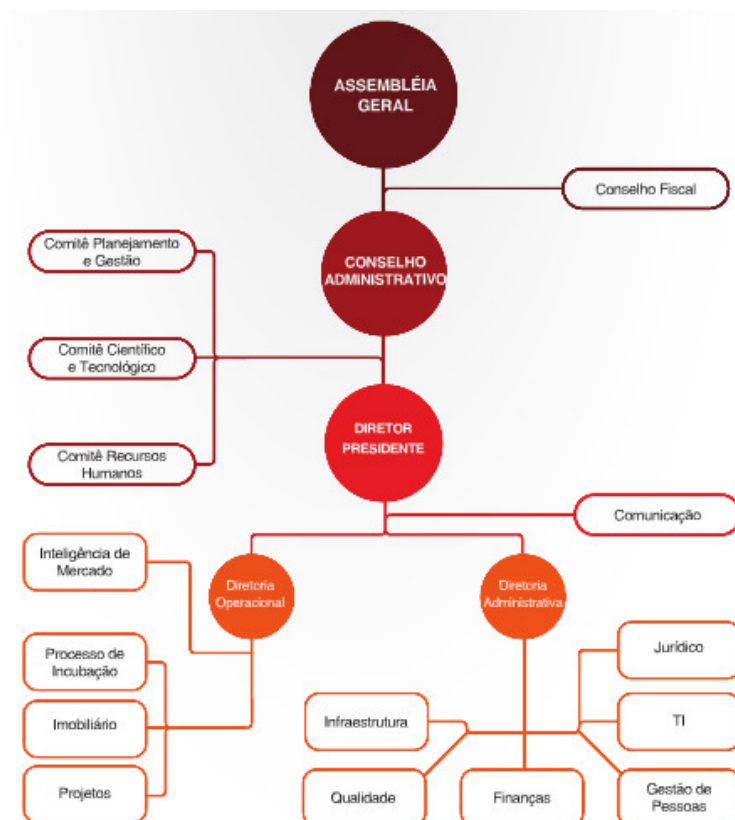 ASSEMBLÉIA
GERAL
Conselho Fiscal
Comitê Planejamento
e Gestão
CONSELHO
ADMINISTRATIVO
Comitê Científico
e Tecnológico
DIRETOR
PRESIDENTE
Comitê Recursos
Humanos
Comunicação
Inteligência de
Mercado
Diretoria
Operacional
Diretoria
Administrativa
Processo de
Incubação
Jurídico
Imobiliário
Infraestrutura
TI
Projetos
Qualidade
Finanças
Gestão de
Pessoas